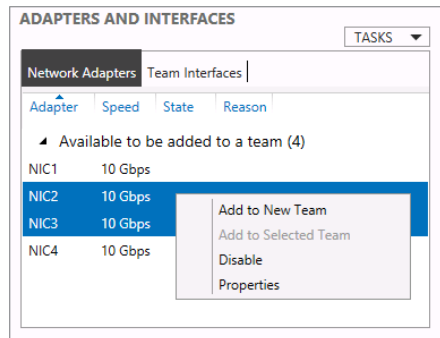 ADAPTERS AND INTERFACES
TASKS
Network Adapters Team Interfaces
Adapter Speed State Reason
Available to be added to a team (4)
NIC1 10 Gbps
NIC2 10 Gbps
NIC3 10 Gbps
NIC4 10 Gbps
Add to New Team
Add to Selected Team
Disable
Properties